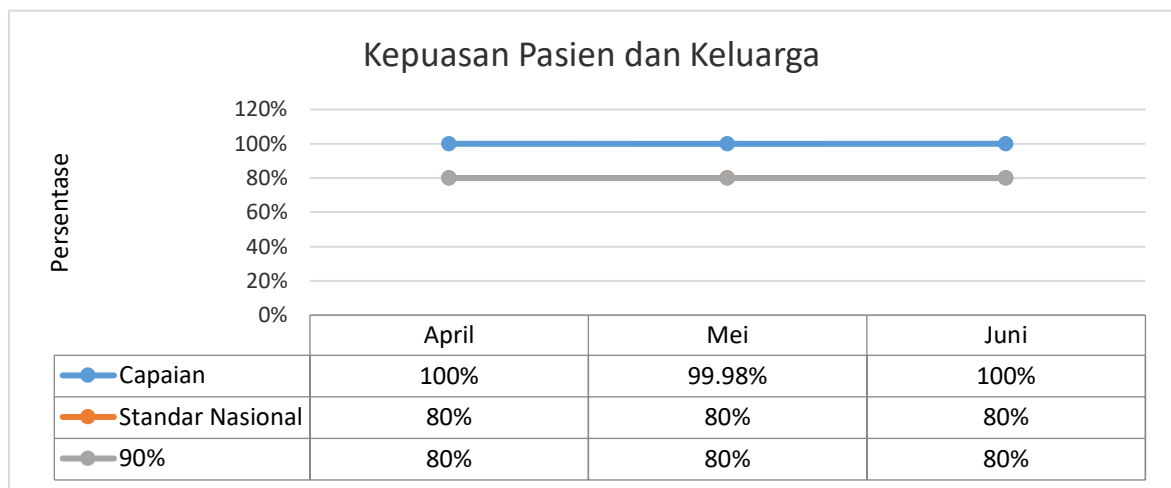 Kepuasan Pasien dan Keluarga
Persentase
120%
100%
80%
60%
40%
20%
0%
April Mei Juni
Capaian 100% 99.98% 100%
Standar Nasional 80% 80% 80%
90% 80% 80% 80%